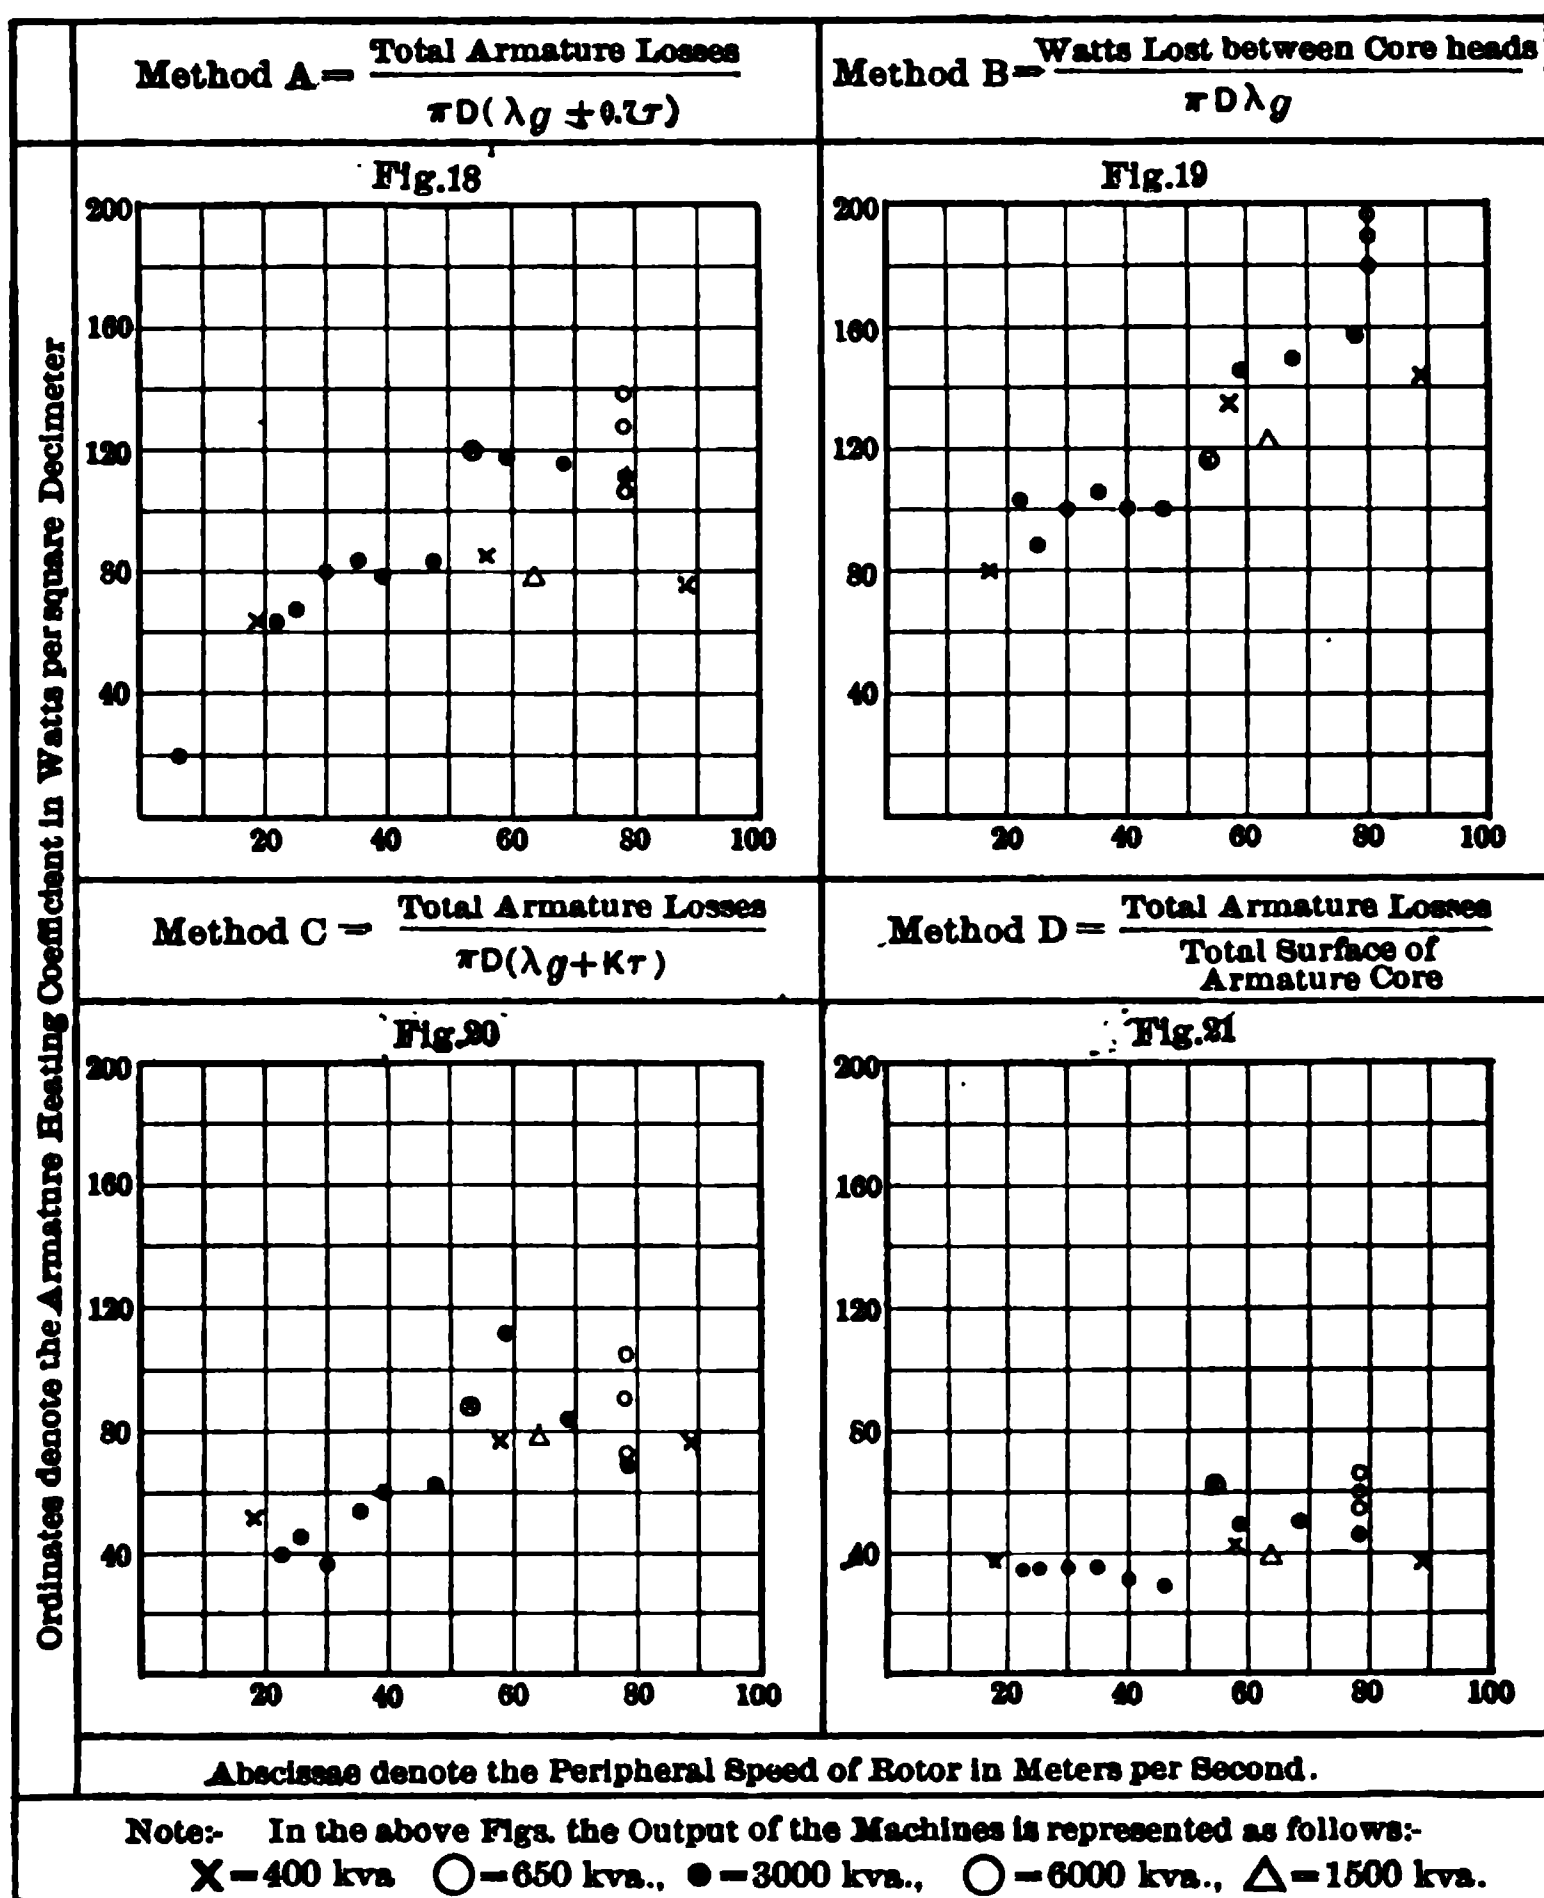 Method A = Total Armature Losses
πD(λg + 0.7τ)
Method B = Watts Lost between Core heads
πDλg
Ordinates denote the Armature Heating Coefficient in Watts per square Decimeter
Fig.18
200
160
120
80
40
20 40 60 80 100
Fig.19
200
160
120
80
40
20 40 60 80 100
Method C = Total Armature Losses
πD(λg+Kτ)
Method D = Total Armature Losses
Total Surface of
Armature Core
Fig.20
200
160
120
80
40
20 40 60 80 100
Fig.21
200
160
120
80
40
20 40 60 80 100
Abscissae denote the Peripheral Speed of Rotor in Meters per Second.
Note:- In the above Figs. the Output of the Machines is represented as follows:-
X = 400 kva ○ = 650 kva., ● = 3000 kva., ○ = 6000 kva., △ = 1500 kva.